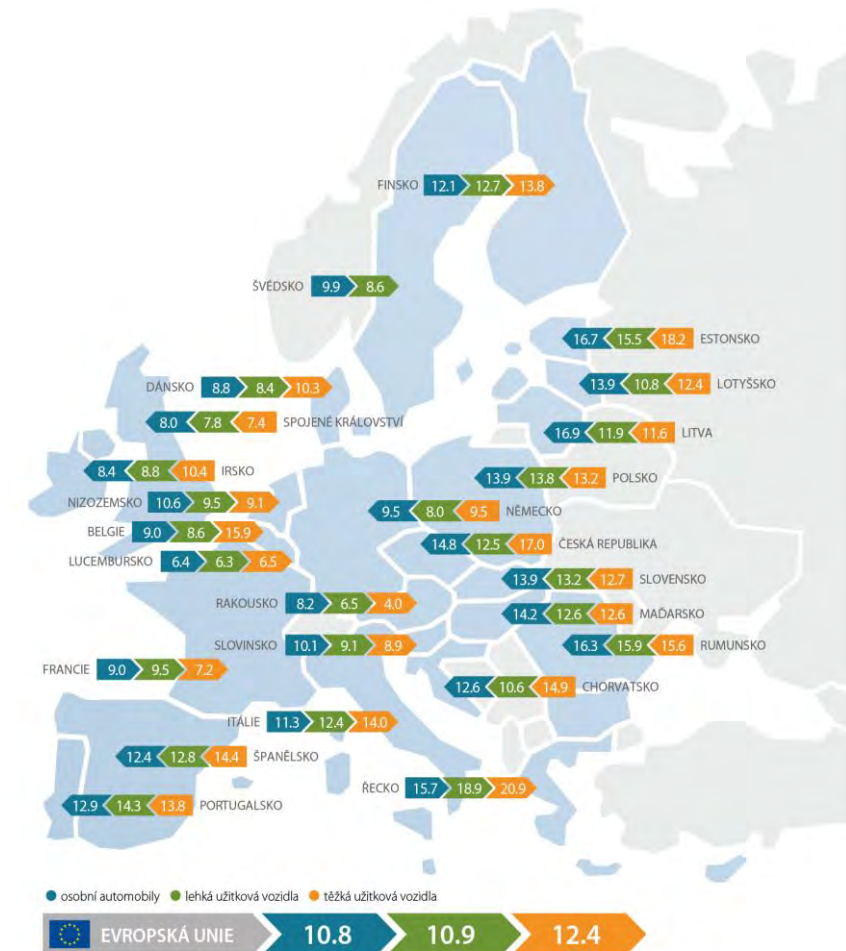 FINSKO 12.1 12.7 13.8
ŠVÉDSKO 9.9 8.6
16.7 15.5 18.2 ESTONSKO
DÁNSKO 8.8 8.4 10.3
13.9 10.8 12.4 LOTYŠSKO
8.0 7.8 7.4 SPOJENÉ KRÁLOVSTVÍ
16.9 11.9 11.6 LITVA
8.4 8.8 10.4 IRSKO
13.9 13.8 13.2 POLSKO
NIZOZEMSKO 10.6 9.5 9.1
9.5 8.0 9.5 NĚMECKO
BELGIE 9.0 8.6 15.9
14.8 12.5 17.0 ČESKÁ REPUBLIKA
LUCEMBURSKO 6.4 6.3 6.5
13.9 13.2 12.7 SLOVENSKO
RAKOUSKO 8.2 6.5 4.0
14.2 12.6 12.6 MAĎARSKO
SLOVINSKO 10.1 9.1 8.9
16.3 15.9 15.6 RUMUNSKO
FRANCIE 9.0 9.5 7.2
12.6 10.6 14.9 CHORVATSKO
ITÁLIE 11.3 12.4 14.0
12.4 12.8 14.4 ŠPANĚLSKO
ŘECKO 15.7 18.9 20.9
12.9 14.3 13.8 PORTUGALSKO
osobní automobily lehká užitková vozidla těžká užitková vozidla
EVROPSKÁ UNIE 10.8 10.9 12.4